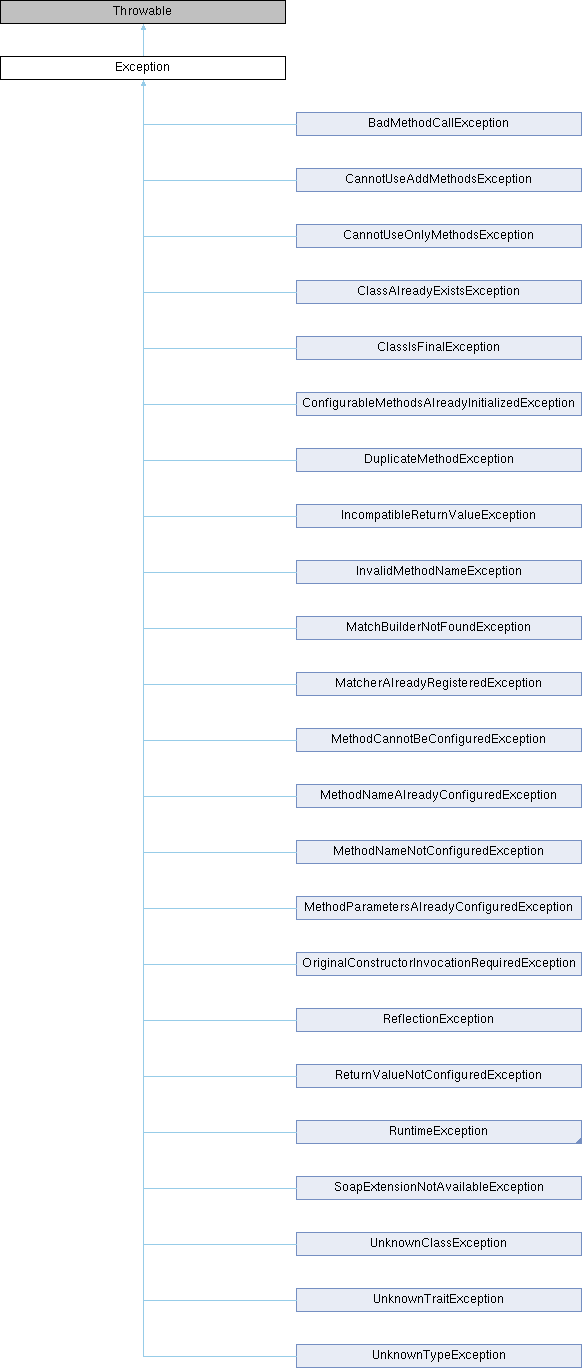 Throwable
Exception
BadMethodCallException
CannotUseAddMethodsException
CannotUseOnlyMethodsException
ClassAlreadyExistsException
ClassIsFinalException
ConfigurableMethodsAlreadyInitializedException
DuplicateMethodException
IncompatibleReturnValueException
InvalidMethodNameException
MatchBuilderNotFoundException
MatcherAlreadyRegisteredException
MethodCannotBeConfiguredException
MethodNameAlreadyConfiguredException
MethodNameNotConfiguredException
MethodParametersAlreadyConfiguredException
OriginalConstructorInvocationRequiredException
ReflectionException
ReturnValueNotConfiguredException
RuntimeException
SoapExtensionNotAvailableException
UnknownClassException
UnknownTraitException
UnknownTypeException